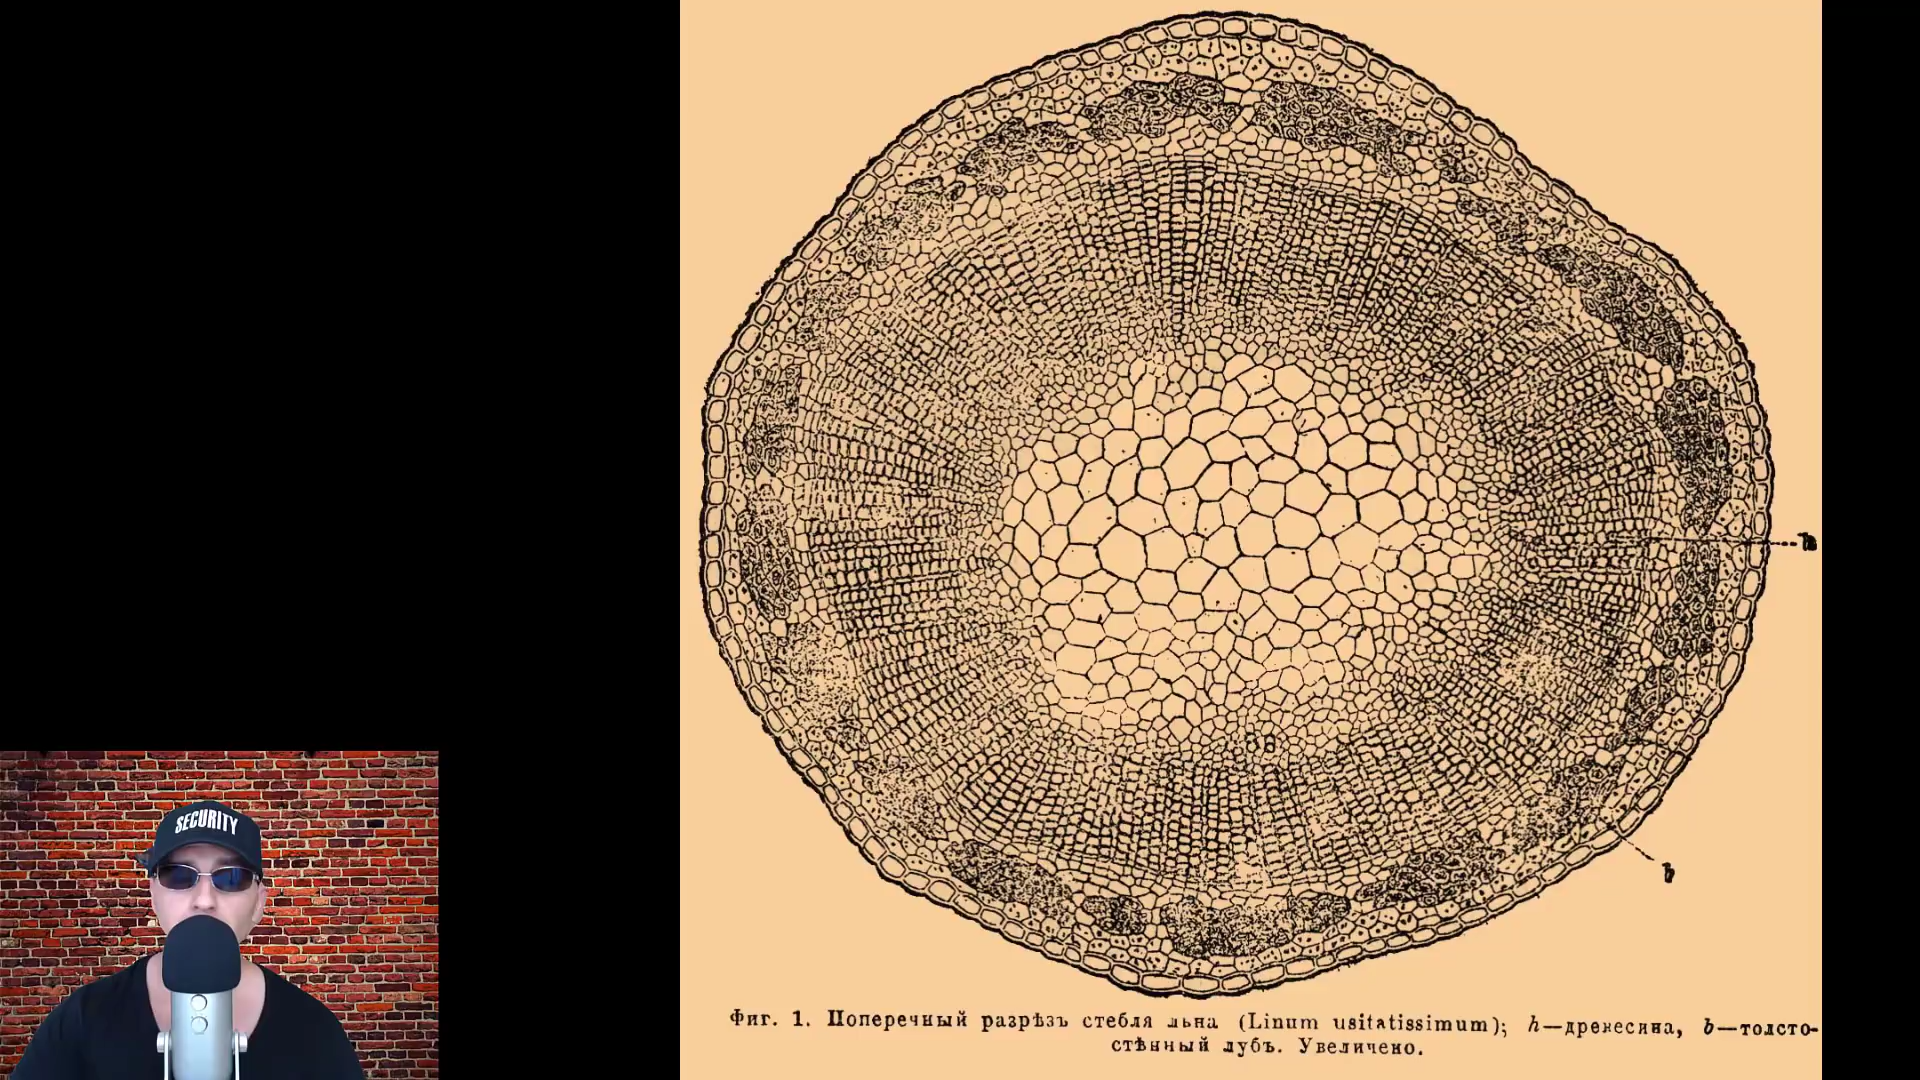 SECURITY
h
b
Фиг. 1. Поперечный разрѣзъ стебля льна (Linum usitatissimum); h—древесина, b—толсто-
стѣнный лубъ. Увеличено.